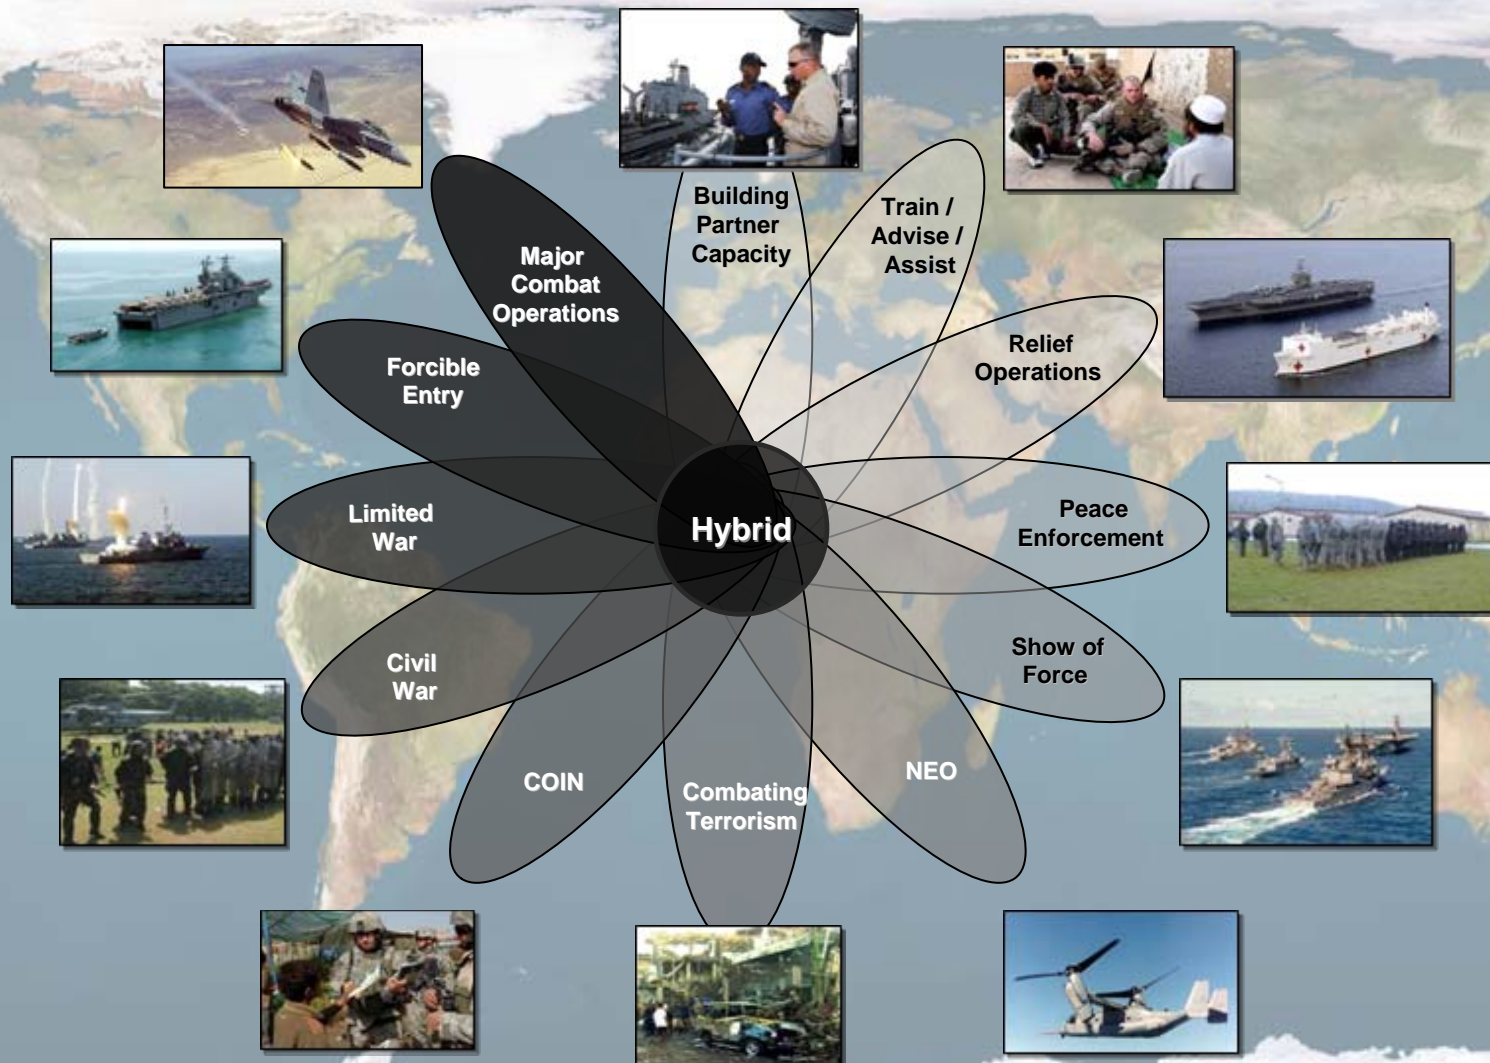 Building
Partner
Capacity
Train /
Advise /
Assist
Relief
Operations
Peace
Enforcement
Show of
Force
NEO
Combating
Terrorism
COIN
Civil
War
Limited
War
Forcible
Entry
Major
Combat
Operations
Hybrid